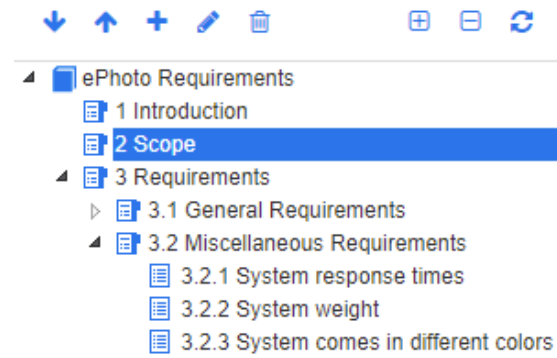 ePhoto Requirements
1 Introduction
2 Scope
3 Requirements
3.1 General Requirements
3.2 Miscellaneous Requirements
3.2.1 System response times
3.2.2 System weight
3.2.3 System comes in different colors